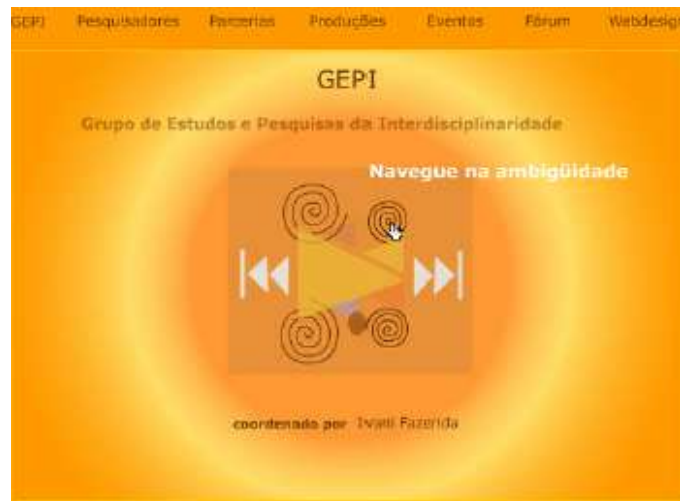 GEPI Pesquisadores Parcerias Produções Eventos Fórum Webdesign
GEPI
Grupo de Estudos e Pesquisas da Interdisciplinaridade
Navegue na ambigüidade
coordenado por Ivani Fazenda